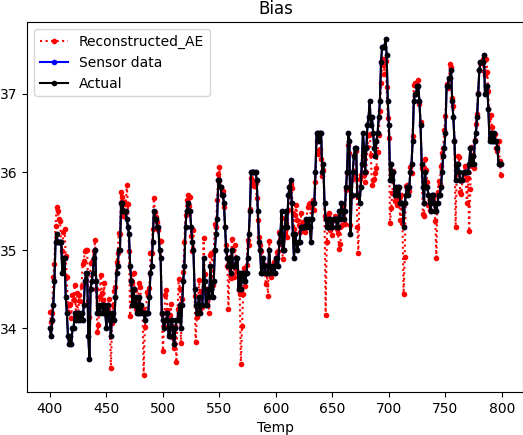 Bias
Reconstructed_AE
Sensor data
Actual
37
36
35
34
400 450 500 550 600 650 700 750 800
Temp